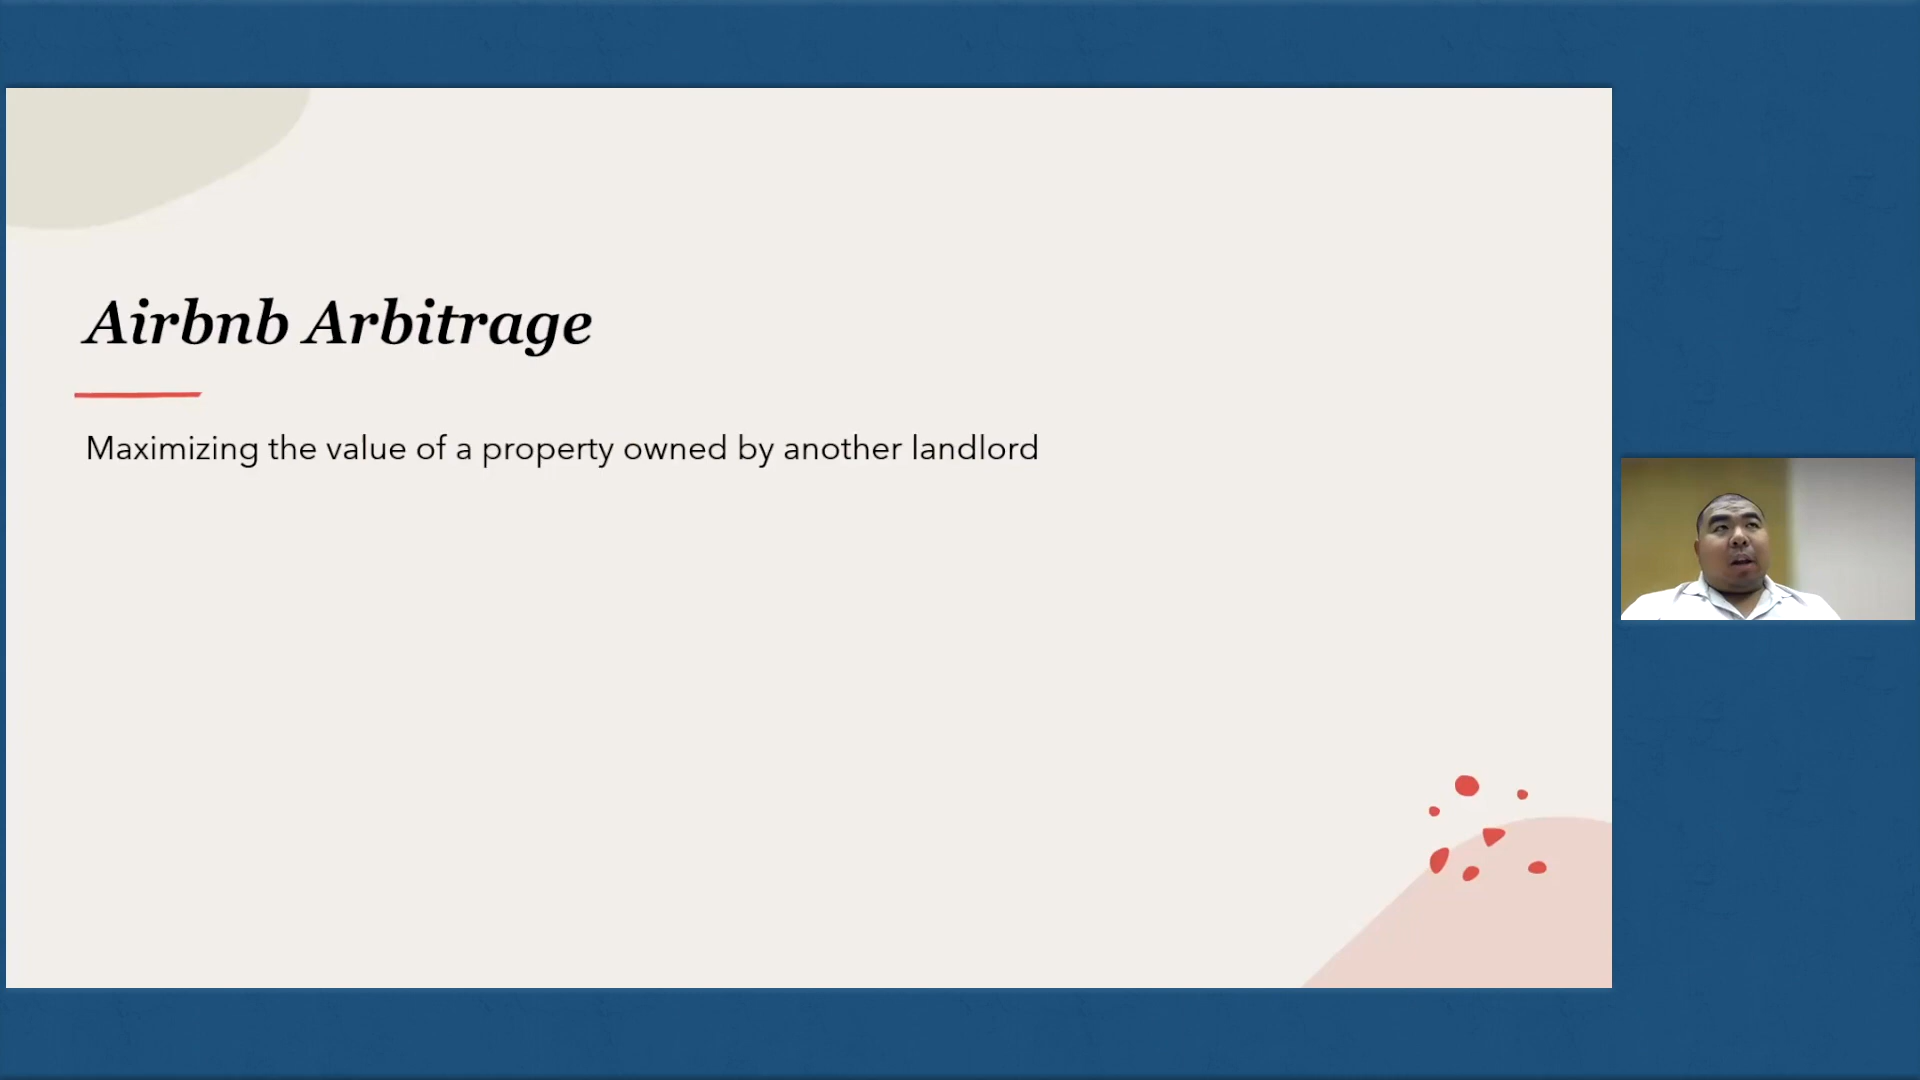 Airbnb Arbitrage
Maximizing the value of a property owned by another landlord